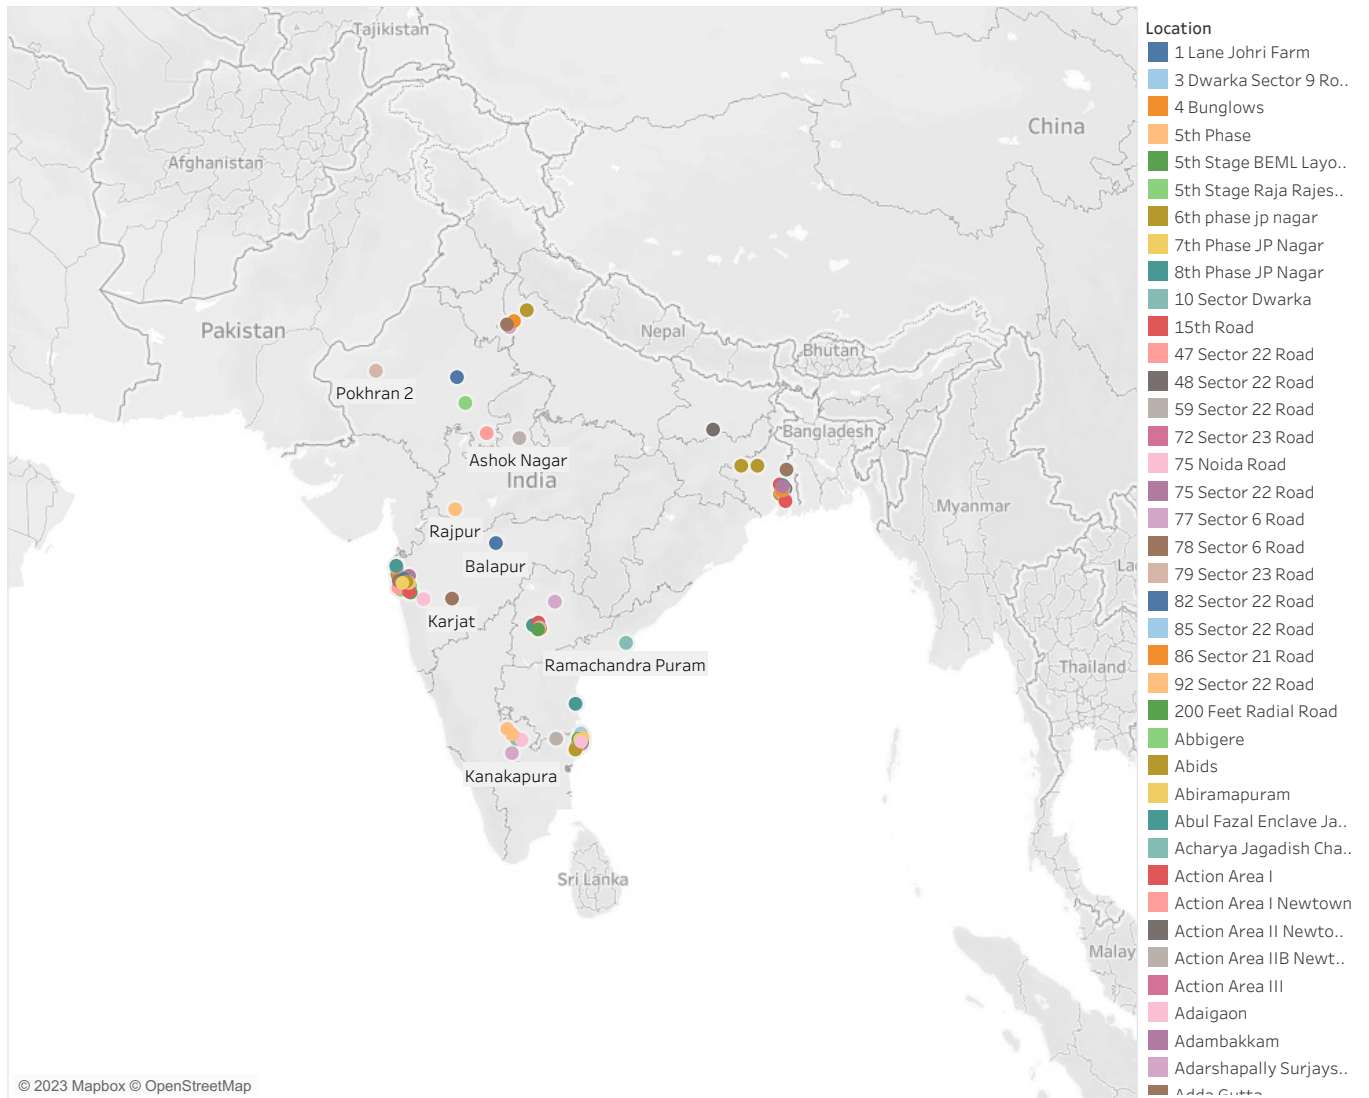 Tajikistan
China
Afghanistan
Pakistan
Nepal
Bhutan
Pokhran 2
Bangladesh
Ashok Nagar
India
Myanmar
Rajpur
Balapur
Karjat
Ramachandra Puram
Thailand
Kanakapura
Sri Lanka
Malay
© 2023 Mapbox © OpenStreetMap
Location
1 Lane Johri Farm
3 Dwarka Sector 9 Ro..
4 Bunglows
5th Phase
5th Stage BEML Layo..
5th Stage Raja Rajes..
6th phase jp nagar
7th Phase JP Nagar
8th Phase JP Nagar
10 Sector Dwarka
15th Road
47 Sector 22 Road
48 Sector 22 Road
59 Sector 22 Road
72 Sector 23 Road
75 Noida Road
75 Sector 22 Road
77 Sector 6 Road
78 Sector 6 Road
79 Sector 23 Road
82 Sector 22 Road
85 Sector 22 Road
86 Sector 21 Road
92 Sector 22 Road
200 Feet Radial Road
Abbigere
Abids
Abiramapuram
Abul Fazal Enclave Ja..
Acharya Jagadish Cha..
Action Area I
Action Area I Newtown
Action Area II Newto..
Action Area IIB Newt..
Action Area III
Adaigaon
Adambakkam
Adarshapally Surjays..
Adda Gutta